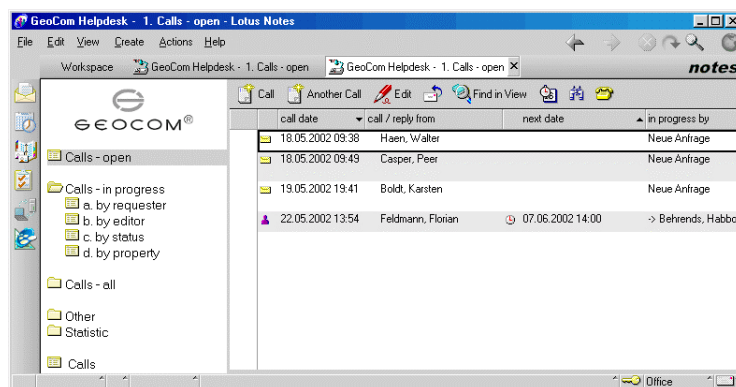 GeoCom Helpdesk - 1. Calls - open - Lotus Notes
File Edit View Create Actions Help
Workspace GeoCom Helpdesk - 1. Calls - open GeoCom Helpdesk - 1. Calls - open notes
Call Another Call Edit Find in View
GEOCOM®
call date call / reply from next date in progress by
18.05.2002 09:38 Haen, Walter Neue Anfrage
Calls - open
18.05.2002 09:49 Casper, Peer Neue Anfrage
Calls - in progress
19.05.2002 19:41 Boldt, Karsten Neue Anfrage
a. by requester
b. by editor
22.05.2002 13:54 Feldmann, Florian 07.06.2002 14:00 -> Behrends, Habbo
c. by status
d. by property
Calls - all
Other
Statistic
Calls
Office